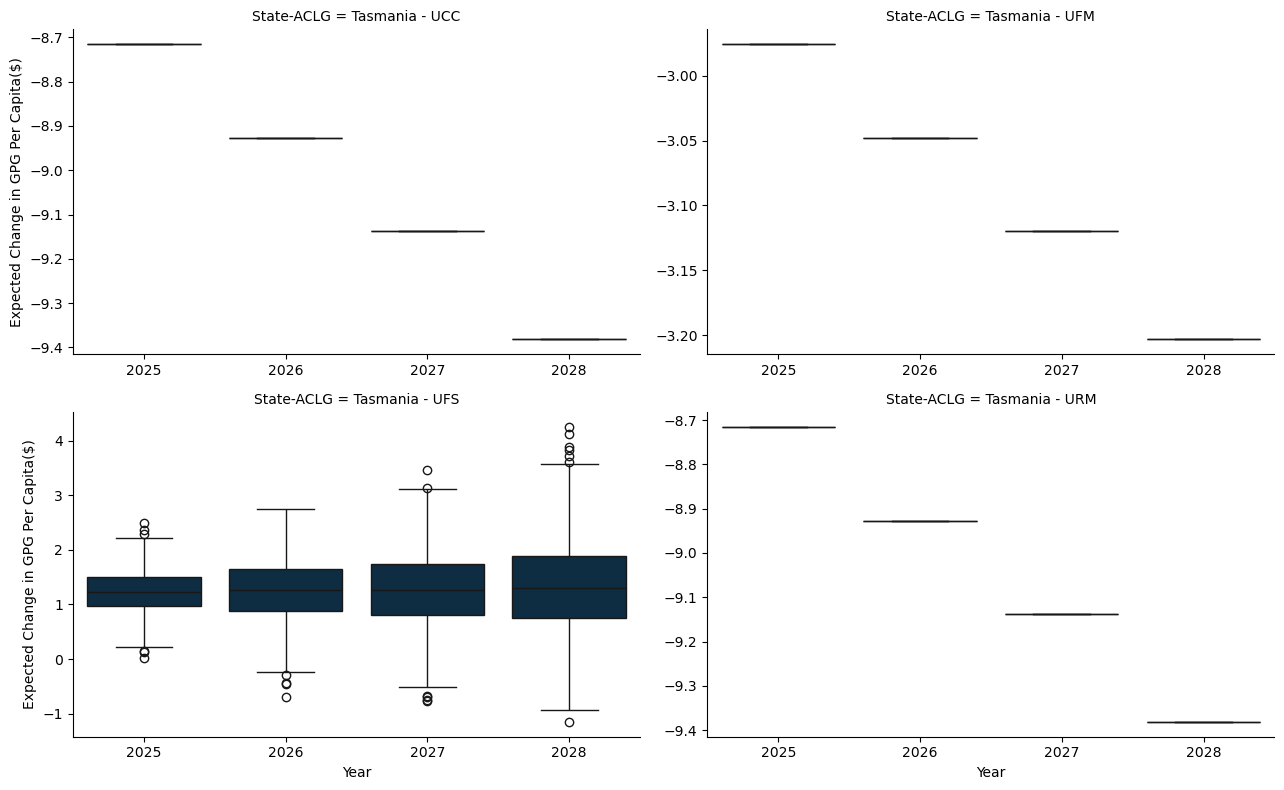 State-ACLG = Tasmania - UCC
Expected Change in GPG Per Capita($)
−8.7
−8.8
−8.9
−9.0
−9.1
−9.2
−9.3
−9.4
2025 2026 2027 2028
State-ACLG = Tasmania - UFM
−3.00
−3.05
−3.10
−3.15
−3.20
2025 2026 2027 2028
State-ACLG = Tasmania - UFS
Expected Change in GPG Per Capita($)
4
3
2
1
0
−1
2025 2026 2027 2028
Year
State-ACLG = Tasmania - URM
−8.7
−8.8
−8.9
−9.0
−9.1
−9.2
−9.3
−9.4
2025 2026 2027 2028
Year